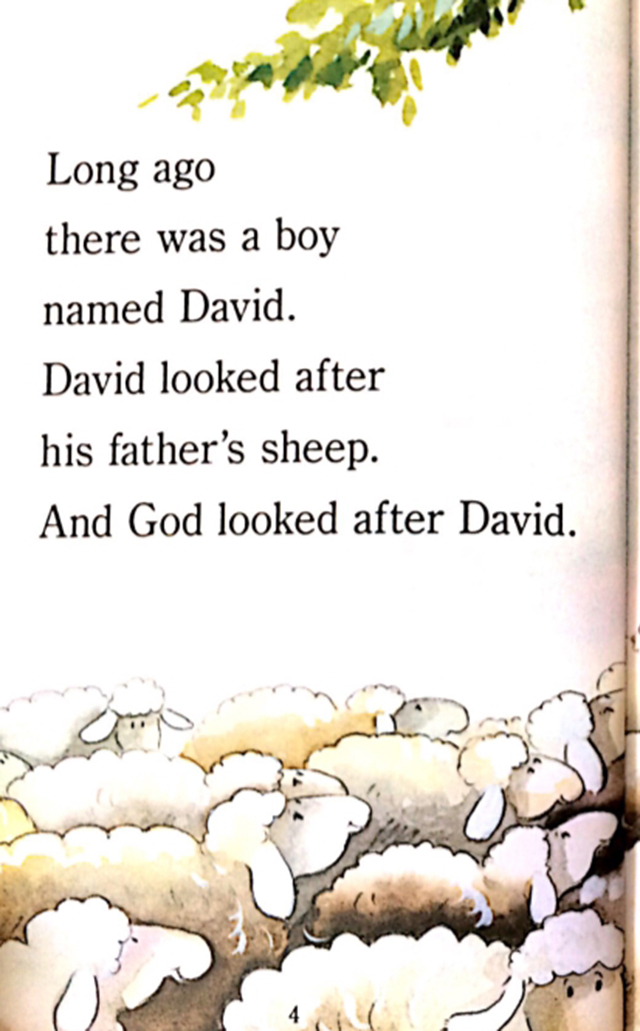 Long ago
there was a boy
named David.
David looked after
his father’s sheep.
And God looked after David.
4